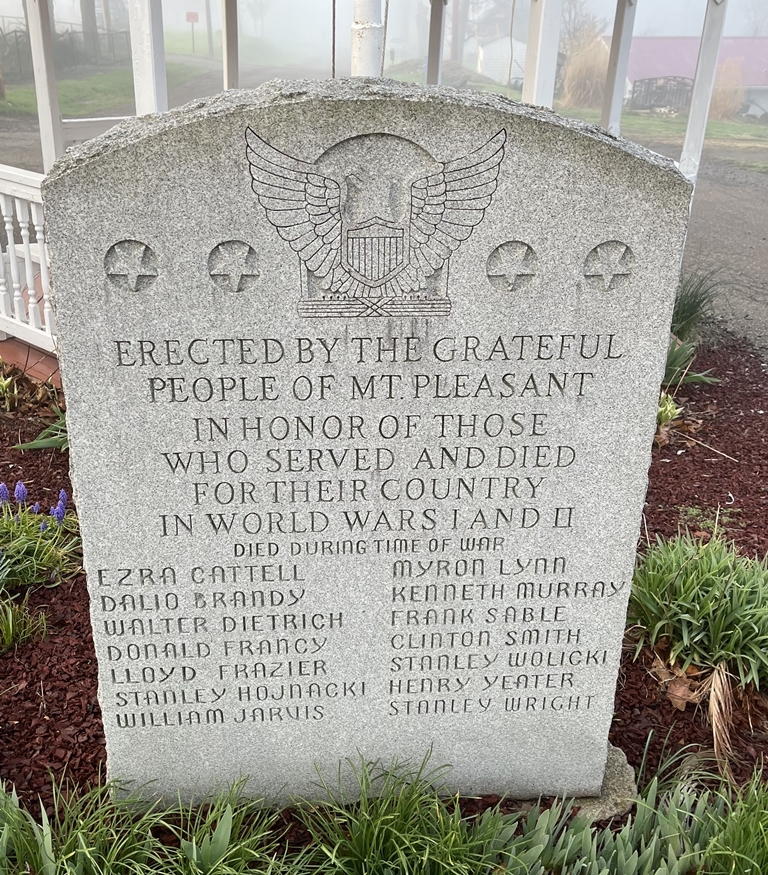 ERECTED BY THE GRATEFUL
PEOPLE OF MT. PLEASANT
IN HONOR OF THOSE
WHO SERVED AND DIED
FOR THEIR COUNTRY
IN WORLD WARS I AND II
DIED DURING TIME OF WAR
EZRA CATTELL
DALIO BRANDY
WALTER DIETRICH
DONALD FRANCY
LLOYD FRAZIER
STANLEY HOJNACKI
WILLIAM JARVIS
MYRON LYNN
KENNETH MURRAY
FRANK SABLE
CLINTON SMITH
STANLEY WOLICKI
HENRY YEATER
STANLEY WRIGHT